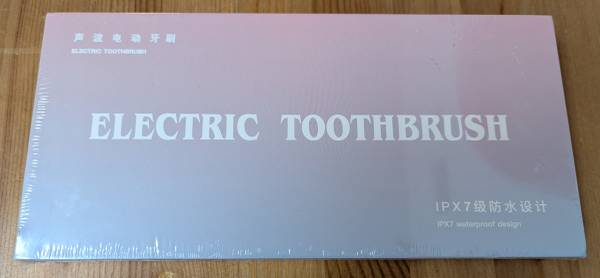 声波电动牙刷
ELECTRIC TOOTHBRUSH
ELECTRIC TOOTHBRUSH
IPX7级防水设计
IPX7 waterproof design